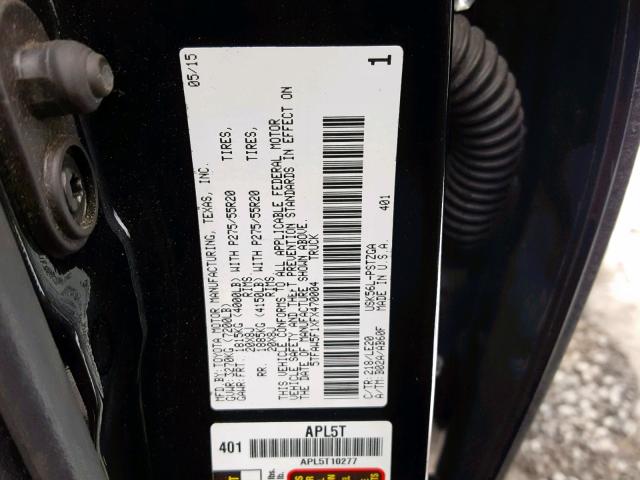 MFD.BY:TOYOTA MOTOR MANUFACTURING, TEXAS, INC. 05/15
GVWR:3270KG (7200LB)
GAWR:FRT. 1815KG (4000LB) WITH P275/55R20 TIRES,
20X8J RIMS
RR. 1885KG (4150LB) WITH P275/55R20 TIRES,
20X8J RIMS
THIS VEHICLE CONFORMS TO ALL APPLICABLE FEDERAL MOTOR
VEHICLE SAFETY AND THEFT PREVENTION STANDARDS IN EFFECT ON
THE DATE OF MANUFACTURE SHOWN ABOVE.
5TFAW5F1XFX470004 TRUCK
1
C/TR:218/LE20 USK56L-PSTZGA 401
A/TM:B02A/AB60F MADE IN U.S.A.
APL5T
401
APL5T10277